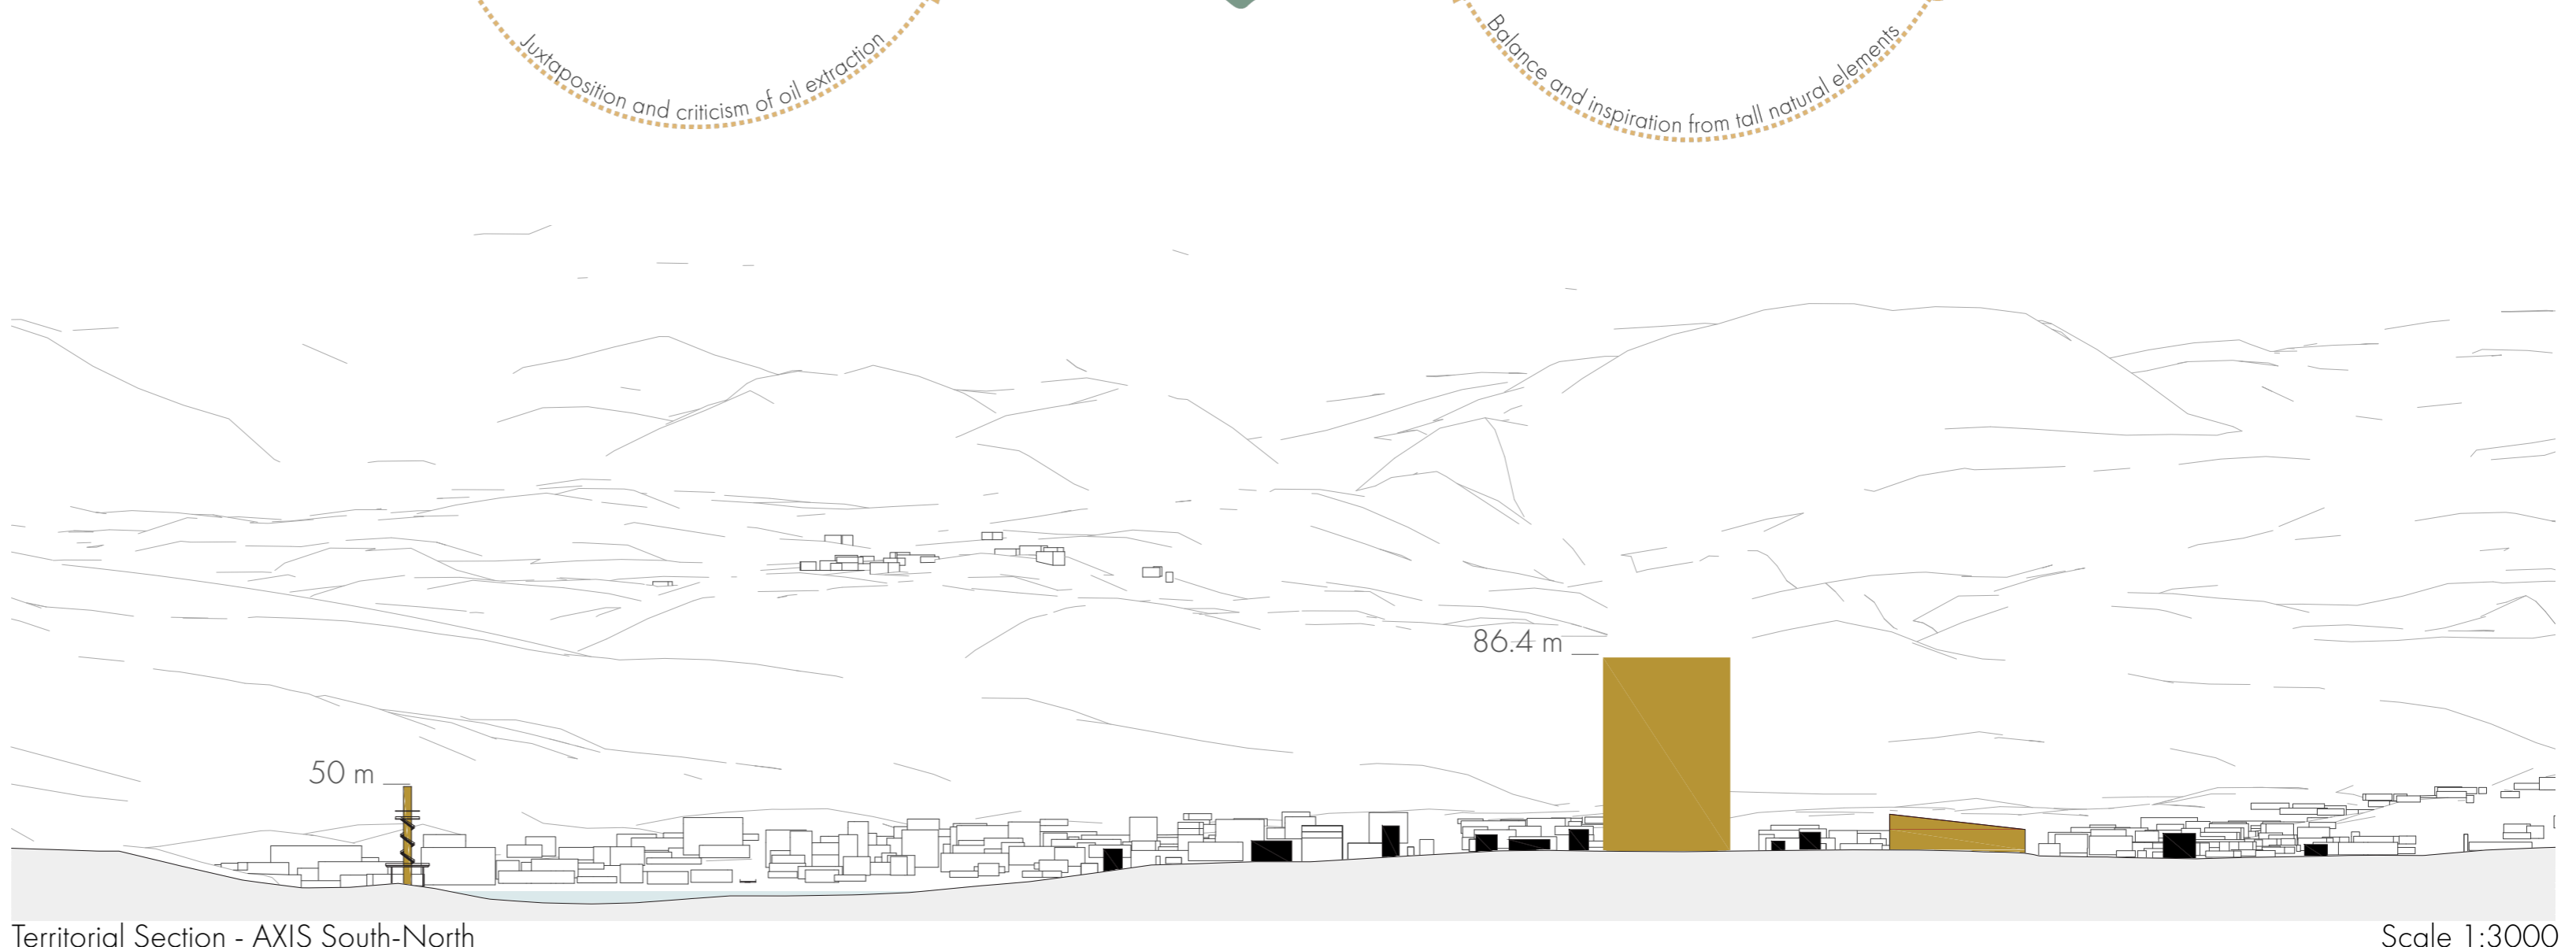 Juxtaposition and criticism of oil extraction
Balance and inspiration from tall natural elements
86.4 m
50 m
Territorial Section - AXIS South-North
Scale 1:3000